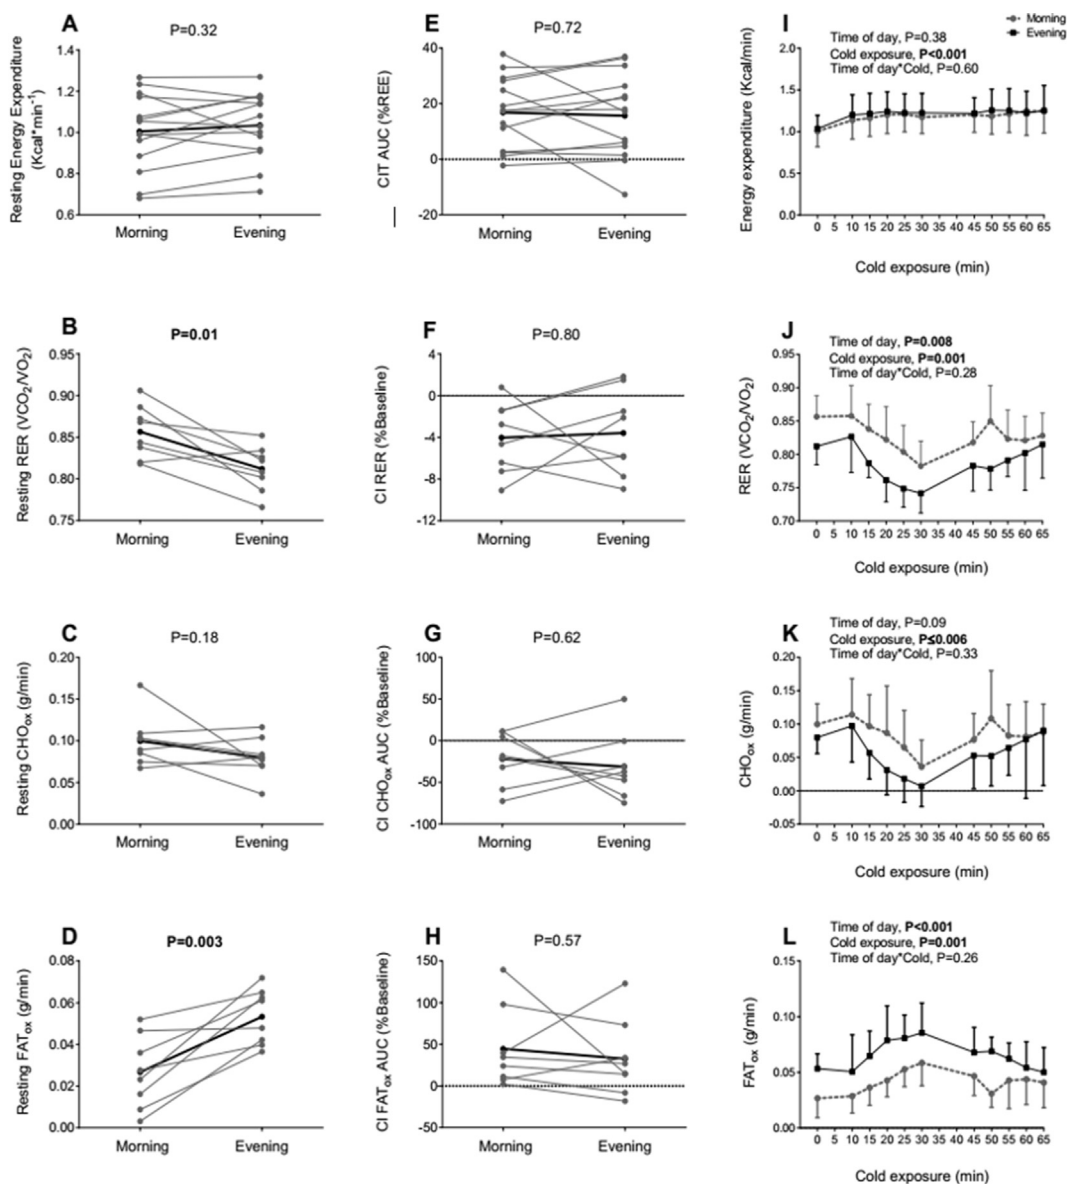 A
P=0.32
Resting Energy Expenditure
(Kcal*min-1)
1.4
1.2
1.0
0.8
0.6
Morning Evening
E
P=0.72
CIT AUC (%REE)
40
20
0
-20
Morning Evening
I
Morning
Evening
Time of day, P=0.38
Cold exposure, P<0.001
Time of day*Cold, P=0.60
Energy expenditure (Kcal/min)
2.0
1.5
1.0
0.5
0.0
0 5 10 15 20 25 30 35 40 45 50 55 60 65
Cold exposure (min)
B
P=0.01
Resting RER (VCO2/VO2)
0.95
0.90
0.85
0.80
0.75
Morning Evening
F
P=0.80
CI RER (%Baseline)
4
0
-4
-8
-12
Morning Evening
J
Time of day, P=0.008
Cold exposure, P=0.001
Time of day*Cold, P=0.28
RER (VCO2/VO2)
0.95
0.90
0.85
0.80
0.75
0.70
0 5 10 15 20 25 30 35 40 45 50 55 60 65
Cold exposure (min)
C
P=0.18
Resting CHOox (g/min)
0.20
0.15
0.10
0.05
0.00
Morning Evening
G
P=0.62
CI CHOox AUC (%Baseline)
100
50
0
-50
-100
Morning Evening
K
Time of day, P=0.09
Cold exposure, P≤0.006
Time of day*Cold, P=0.33
CHOox (g/min)
0.20
0.15
0.10
0.05
0.00
-0.05
0 5 10 15 20 25 30 35 40 45 50 55 60 65
Cold exposure (min)
D
P=0.003
Resting FATox (g/min)
0.08
0.06
0.04
0.02
0.00
Morning Evening
H
P=0.57
CI FATox AUC (%Baseline)
150
100
50
0
-50
Morning Evening
L
Time of day, P<0.001
Cold exposure, P=0.001
Time of day*Cold, P=0.26
FATox (g/min)
0.15
0.10
0.05
0.00
0 5 10 15 20 25 30 35 40 45 50 55 60 65
Cold exposure (min)